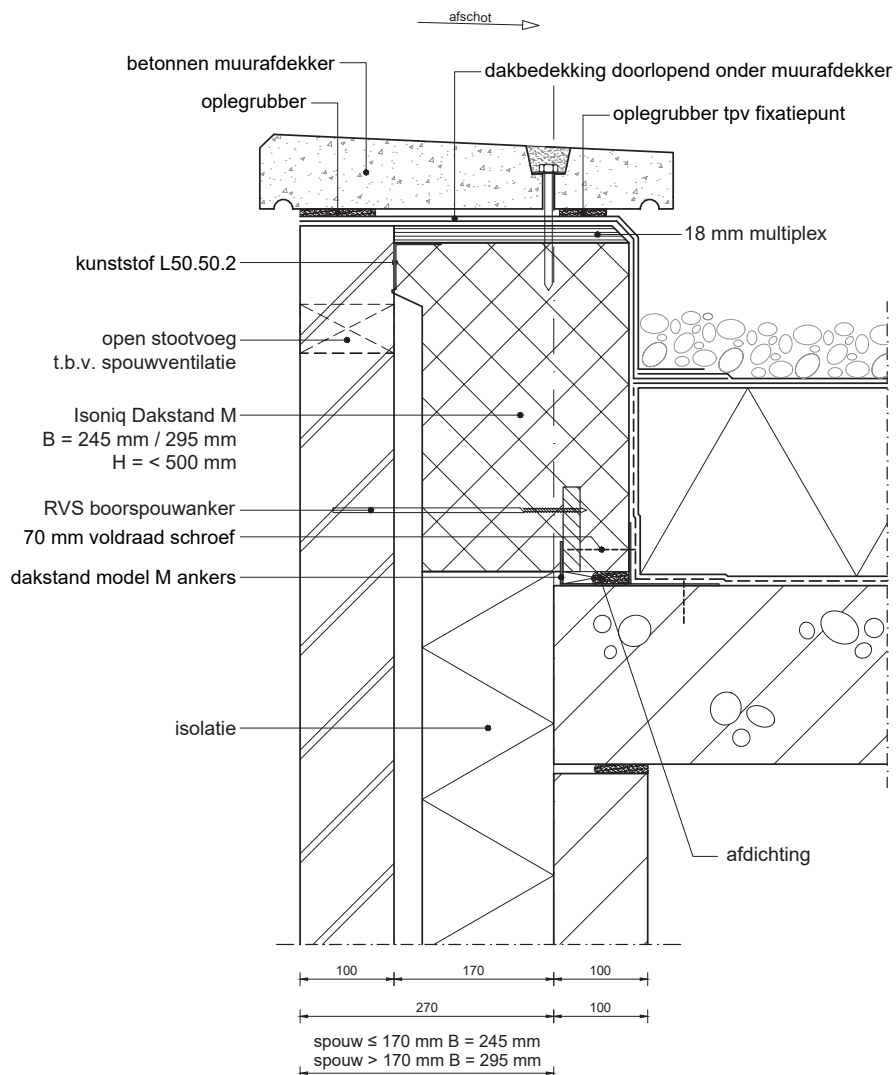 afschot
betonnen muurafdekker
dakbedekking doorlopend onder muurafdekker
oplegrubber
oplegrubber tpv fixatiepunt
18 mm multiplex
kunststof L50.50.2
open stootvoeg
t.b.v. spouwventilatie
Isoniq Dakstand M
B = 245 mm / 295 mm
H = < 500 mm
RVS boorspouwanker
70 mm voldraad schroef
dakstand model M ankers
isolatie
afdichting
100 170 100
270 100
spouw ≤ 170 mm B = 245 mm
spouw > 170 mm B = 295 mm